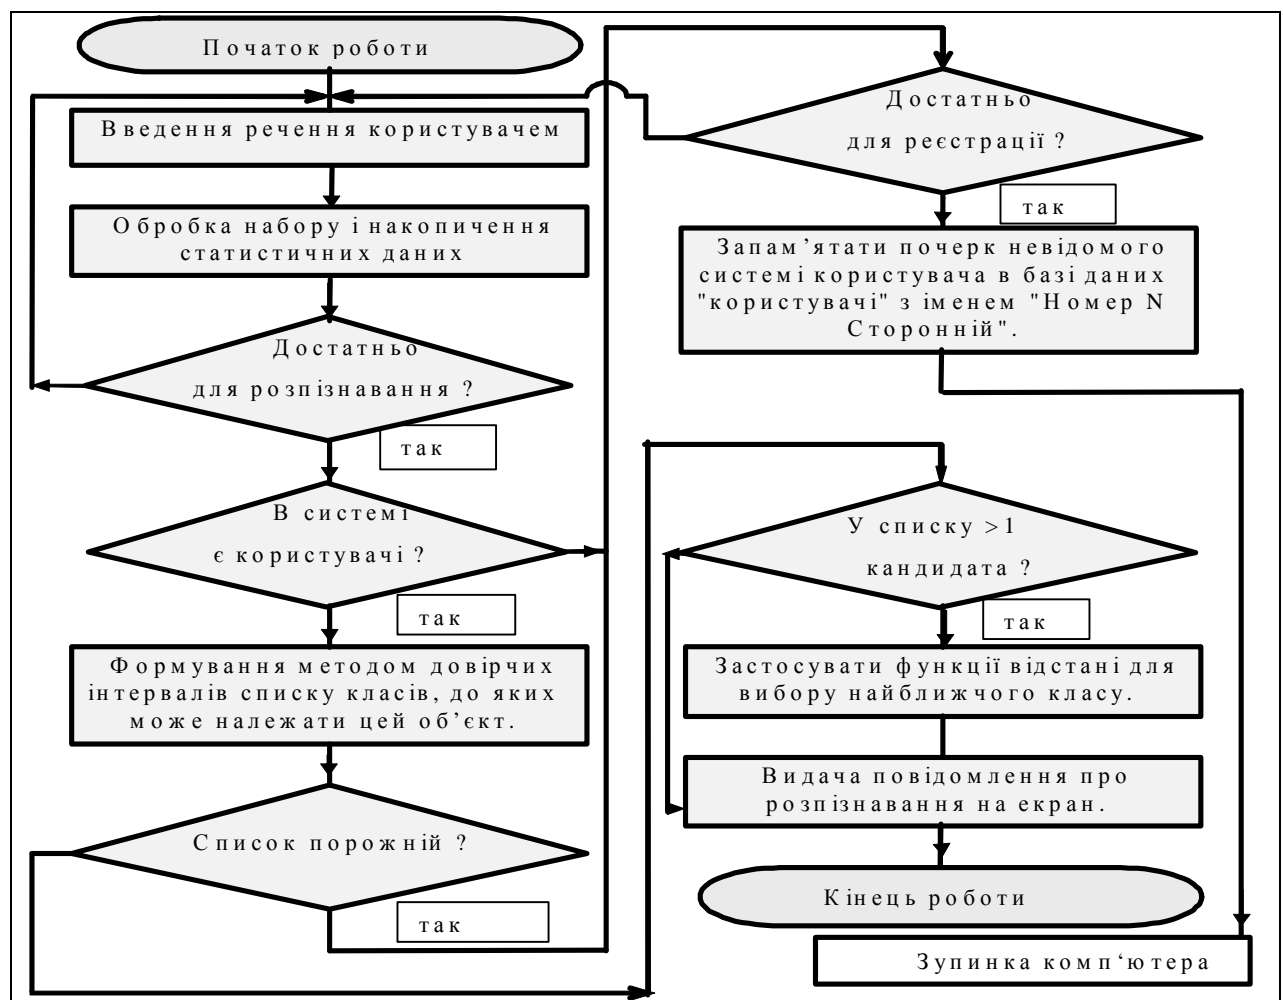 Початок роботи
Введення речення користувачем
Обробка набору і накопичення
статистичних даних
Достатньо
для розпізнавання ?
так
В системі
є користувачі ?
так
Формування методом довірчих
інтервалів списку класів, до яких
може належати цей об’єкт.
Список порожній ?
так
Достатньо
для реєстрації ?
так
Запам’ятати почерк невідомого
системі користувача в базі даних
"користувачі" з іменем "Номер N
Сторонній".
У списку >1
кандидата ?
так
Застосувати функції відстані для
вибору найближчого класу.
Видача повідомлення про
розпізнавання на екран.
Кінець роботи
Зупинка комп‘ютера